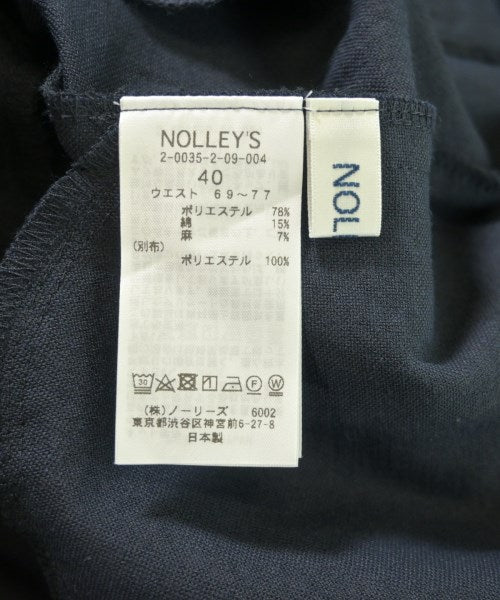 NOLLEY'S
2-0035-2-09-004
40
ウエスト 69～77
ポリエステル 78%
綿 15%
麻 7%
(別布)
ポリエステル 100%
30
F W
(株)ノーリーズ 6002
東京都渋谷区神宮前6-27-8
日本製
NOL